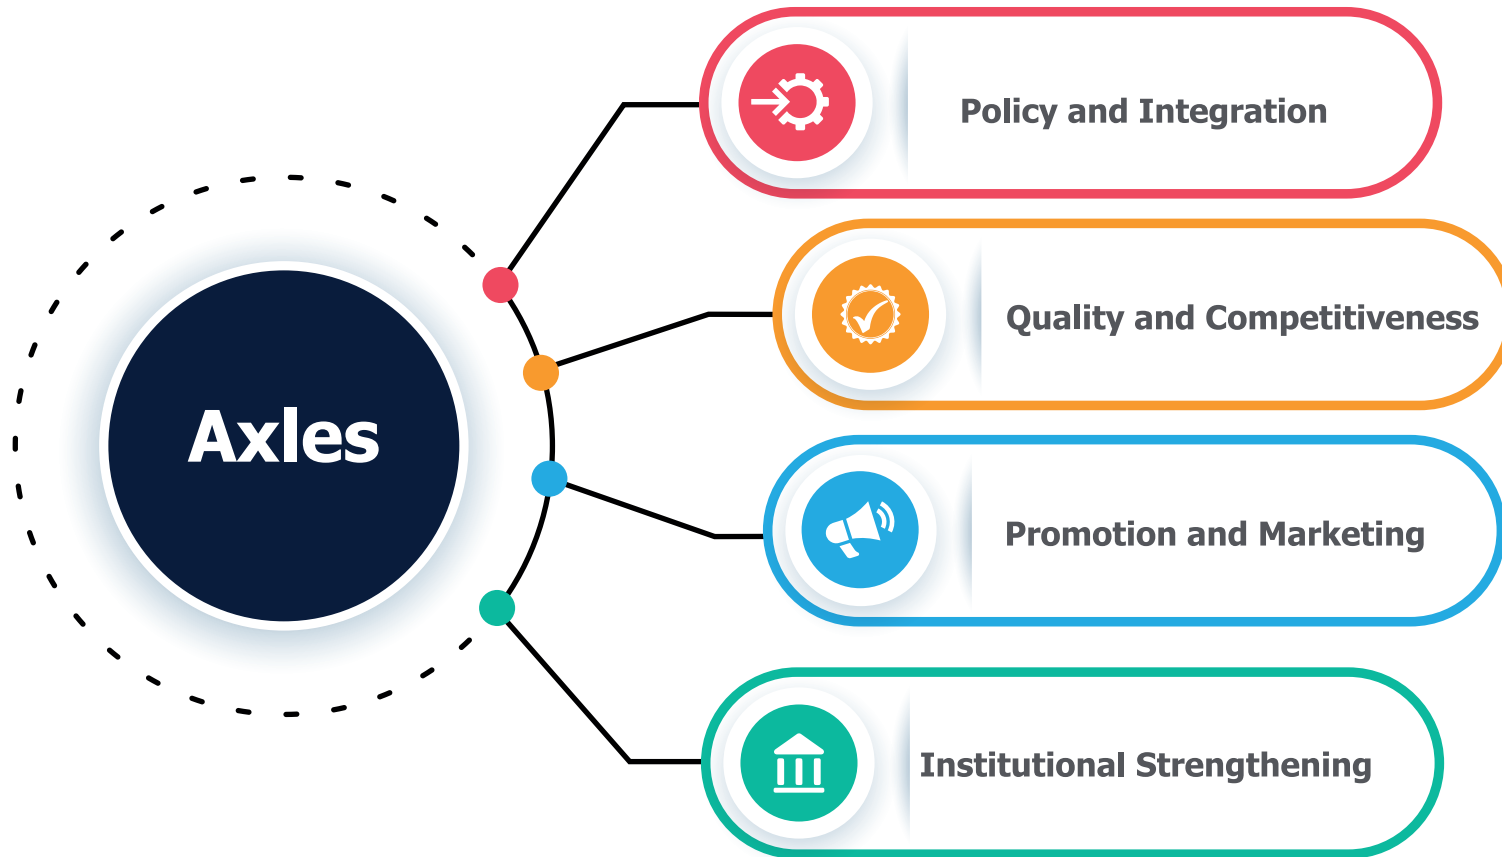 Axles
Policy and Integration
Quality and Competitiveness
Promotion and Marketing
Institutional Strengthening